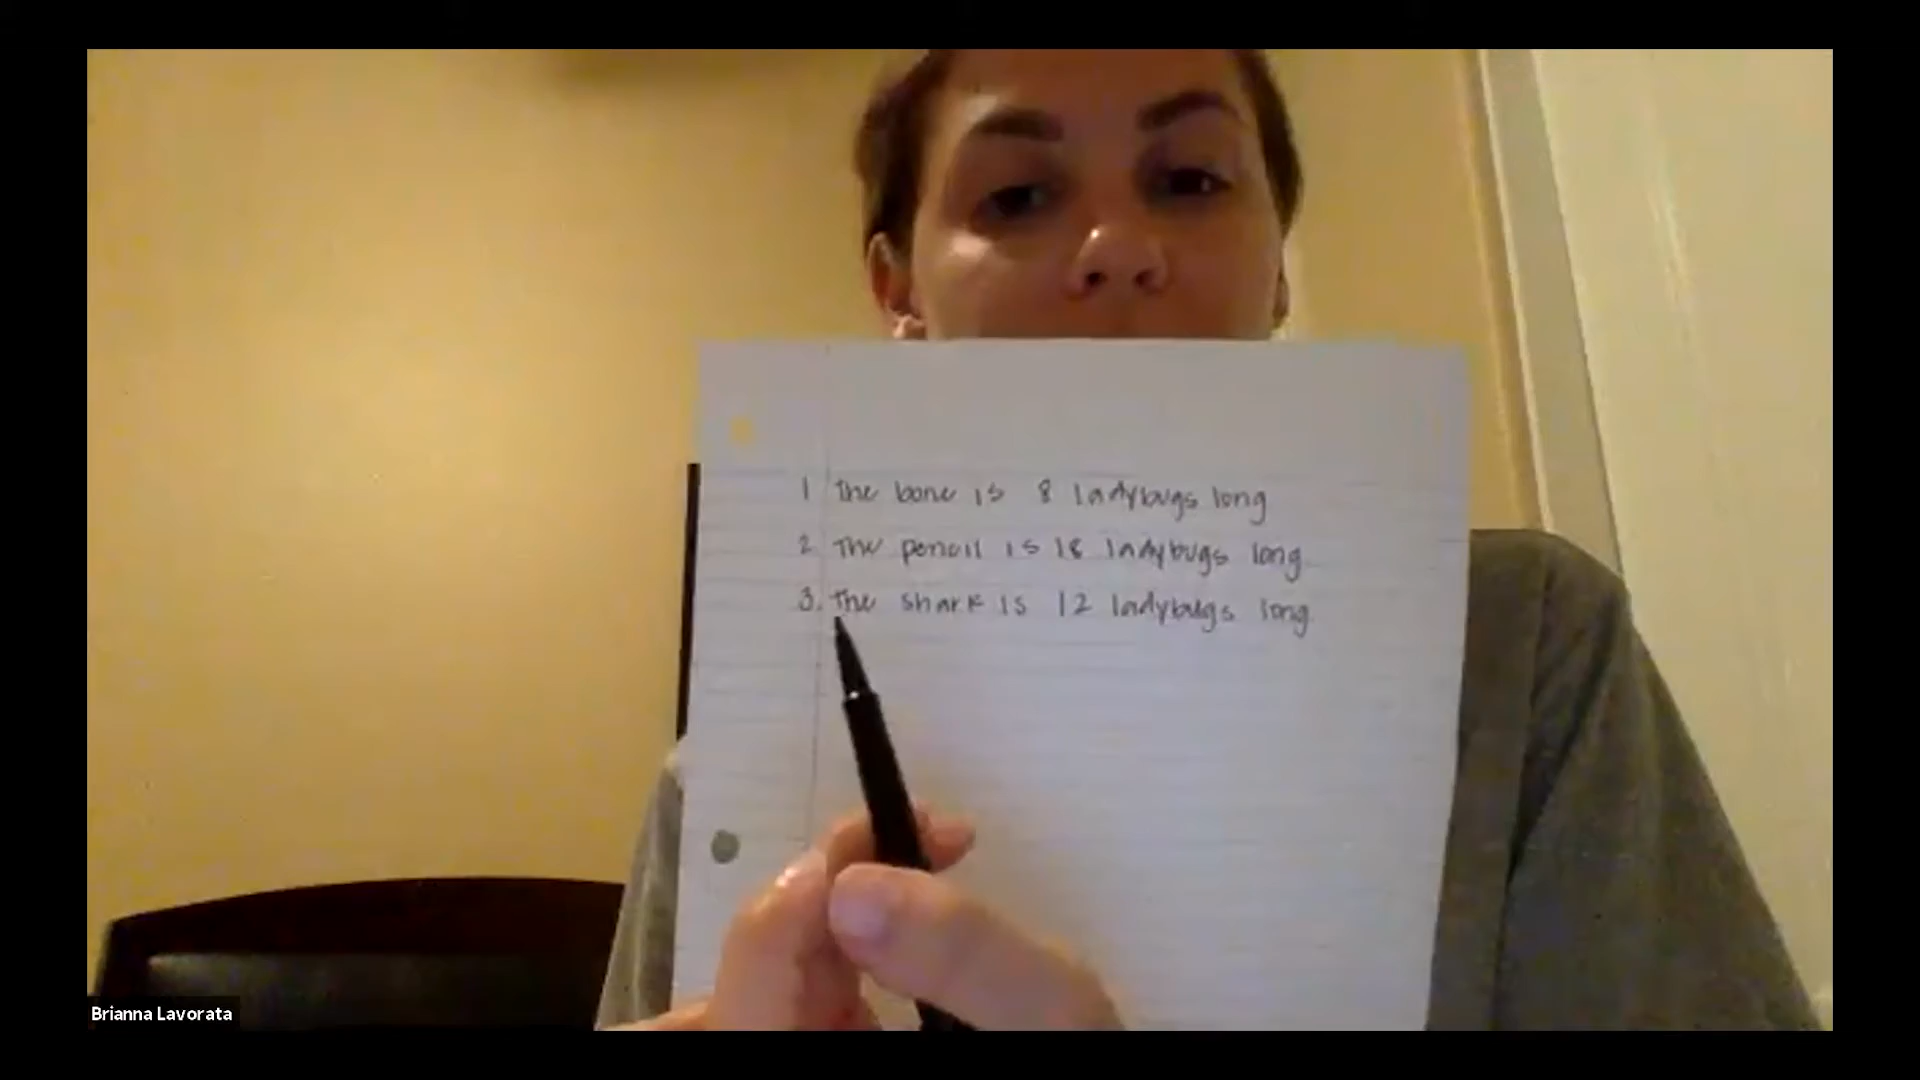 1 The bone is 8 ladybugs long
2 The pencil is 18 ladybugs long
3. The shark is 12 ladybugs long
Brianna Lavorata